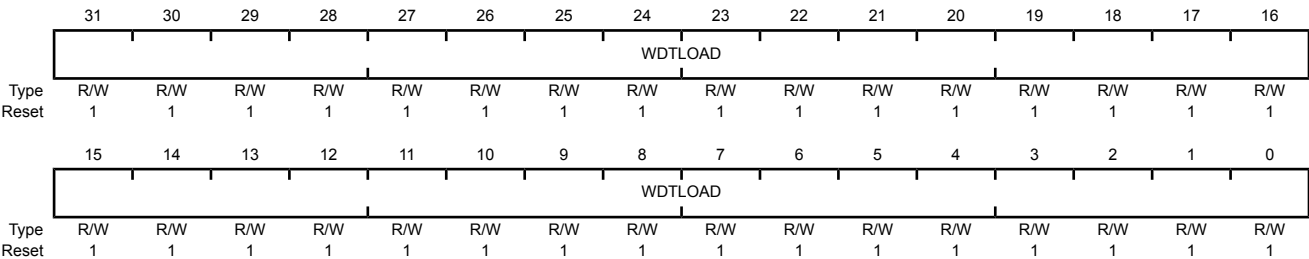 31 30 29 28 27 26 25 24 23 22 21 20 19 18 17 16
WDTLOAD
Type R/W R/W R/W R/W R/W R/W R/W R/W R/W R/W R/W R/W R/W R/W R/W R/W
Reset 1 1 1 1 1 1 1 1 1 1 1 1 1 1 1 1
15 14 13 12 11 10 9 8 7 6 5 4 3 2 1 0
WDTLOAD
Type R/W R/W R/W R/W R/W R/W R/W R/W R/W R/W R/W R/W R/W R/W R/W R/W
Reset 1 1 1 1 1 1 1 1 1 1 1 1 1 1 1 1